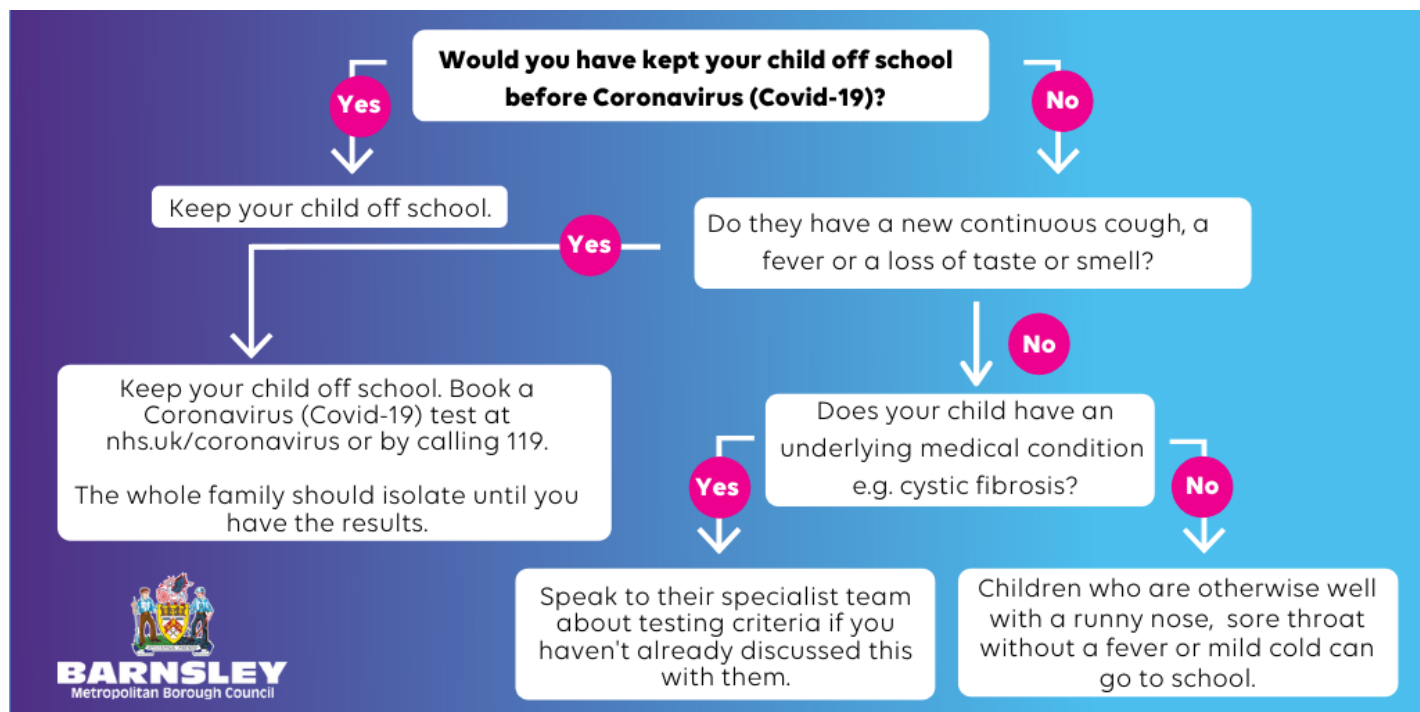 Would you have kept your child off school
before Coronavirus (Covid-19)?
Yes
No
Keep your child off school.
Do they have a new continuous cough, a
fever or a loss of taste or smell?
Yes
No
Keep your child off school. Book a
Coronavirus (Covid-19) test at
nhs.uk/coronavirus or by calling 119.
The whole family should isolate until you
have the results.
Does your child have an
underlying medical condition
e.g. cystic fibrosis?
Yes
No
Speak to their specialist team
about testing criteria if you
haven't already discussed this
with them.
Children who are otherwise well
with a runny nose, sore throat
without a fever or mild cold can
go to school.
BARNSLEY
Metropolitan Borough Council